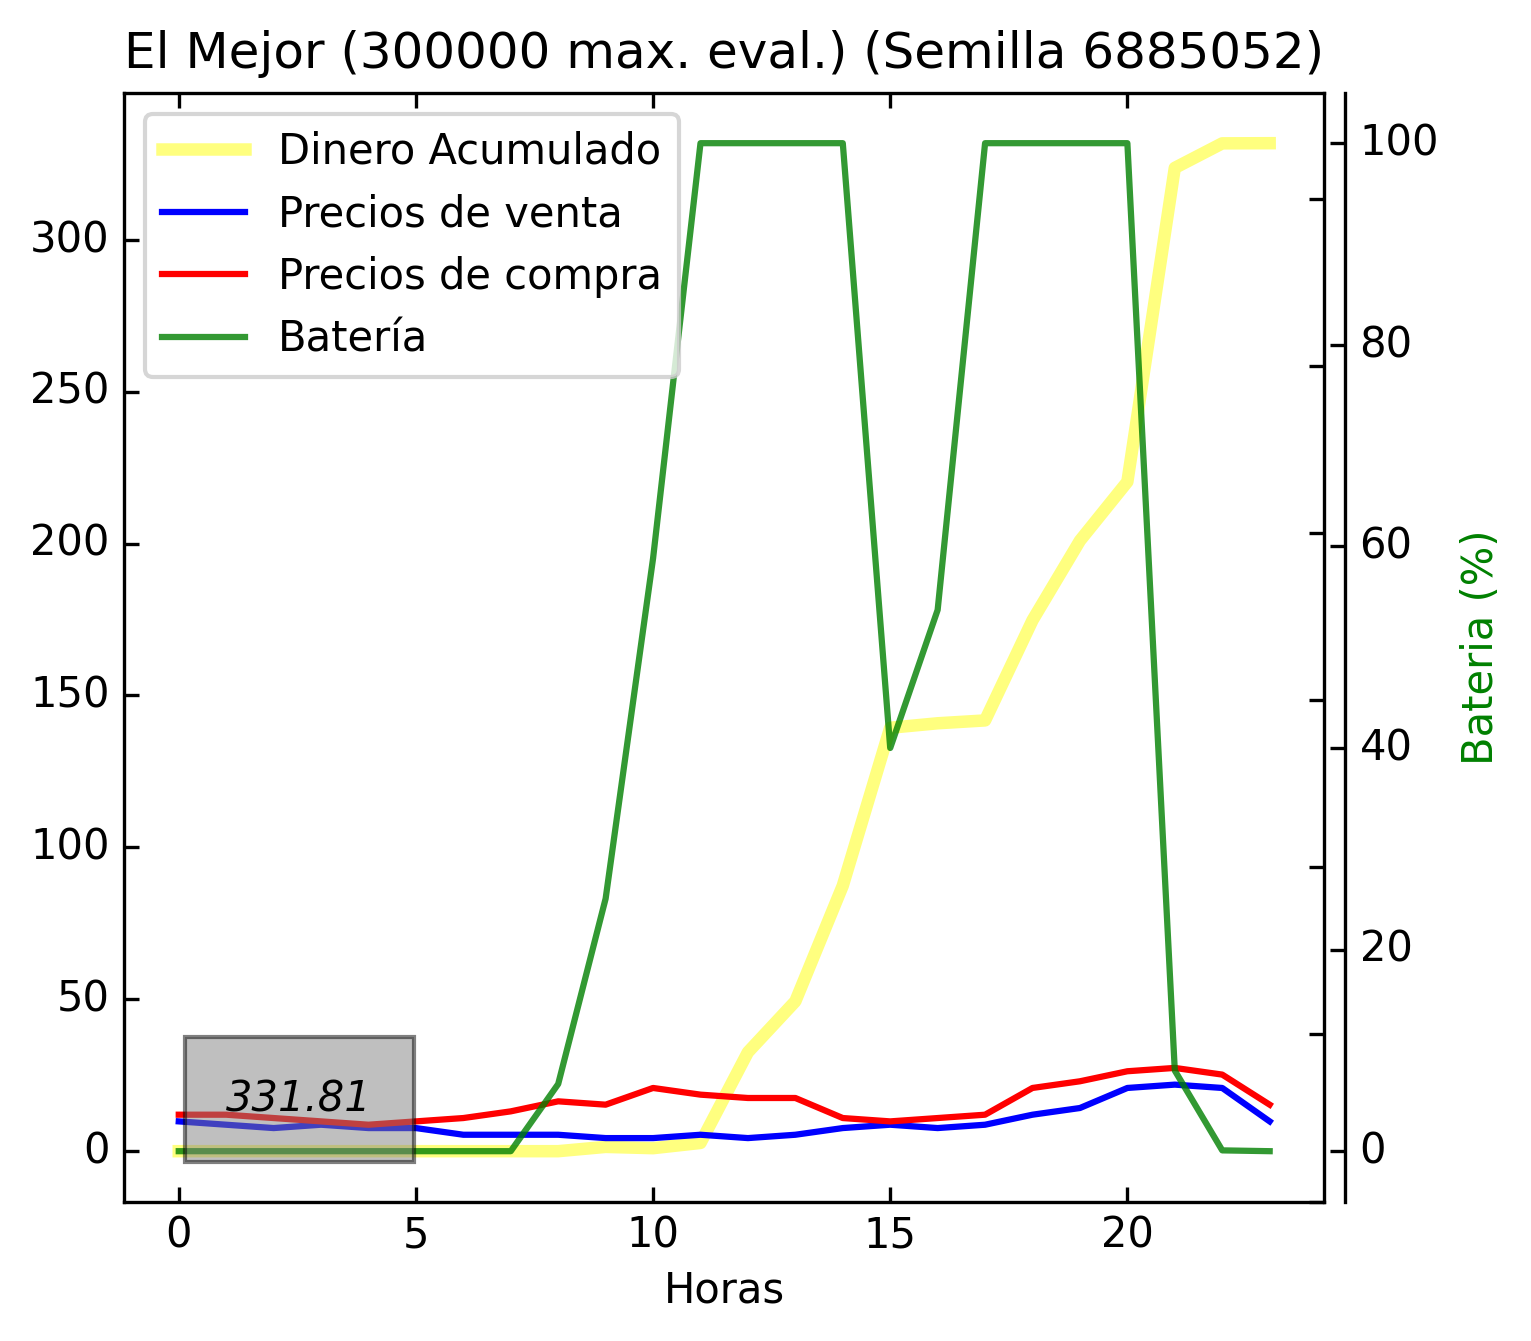 El Mejor (300000 max. eval.) (Semilla 6885052)
Dinero Acumulado
Precios de venta
Precios de compra
Batería
300
250
200
150
100
50
0
331.81
0
5
10
15
20
Horas
100
80
60
40
20
0
Bateria (%)